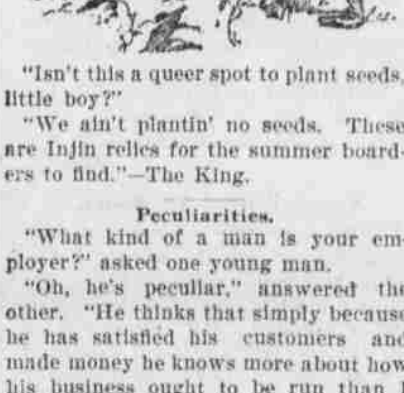 "Isn't this a queer spot to plant seeds,
little boy?"
"We ain't plantin' no seeds. These
are Injin relics for the summer board-
ers to find."—The King.
Peculiarities.
"What kind of a man is your em-
ployer?" asked one young man.
"Oh, he's peculiar," answered the
other. "He thinks that simply because
he has satisfied his customers and
made money he knows more about how
his business ought to be run than I